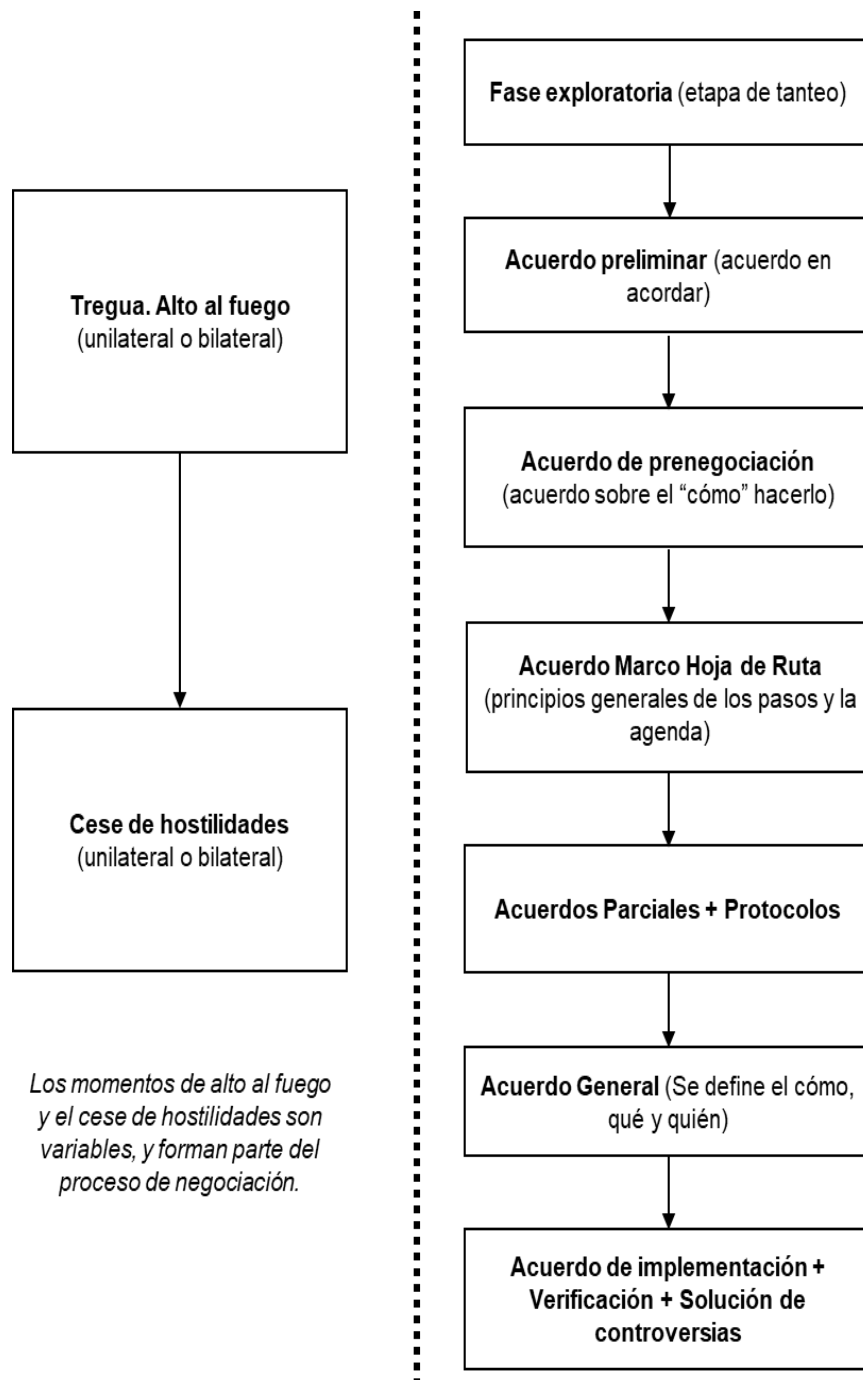 Tregua. Alto al fuego
(unilateral o bilateral)
Cese de hostilidades
(unilateral o bilateral)
Los momentos de alto al fuego
y el cese de hostilidades son
variables, y forman parte del
proceso de negociación.
Fase exploratoria (etapa de tanteo)
Acuerdo preliminar (acuerdo en
acordar)
Acuerdo de prenegociación
(acuerdo sobre el “cómo” hacerlo)
Acuerdo Marco Hoja de Ruta
(principios generales de los pasos y la
agenda)
Acuerdos Parciales + Protocolos
Acuerdo General (Se define el cómo,
qué y quién)
Acuerdo de implementación +
Verificación + Solución de
controversias